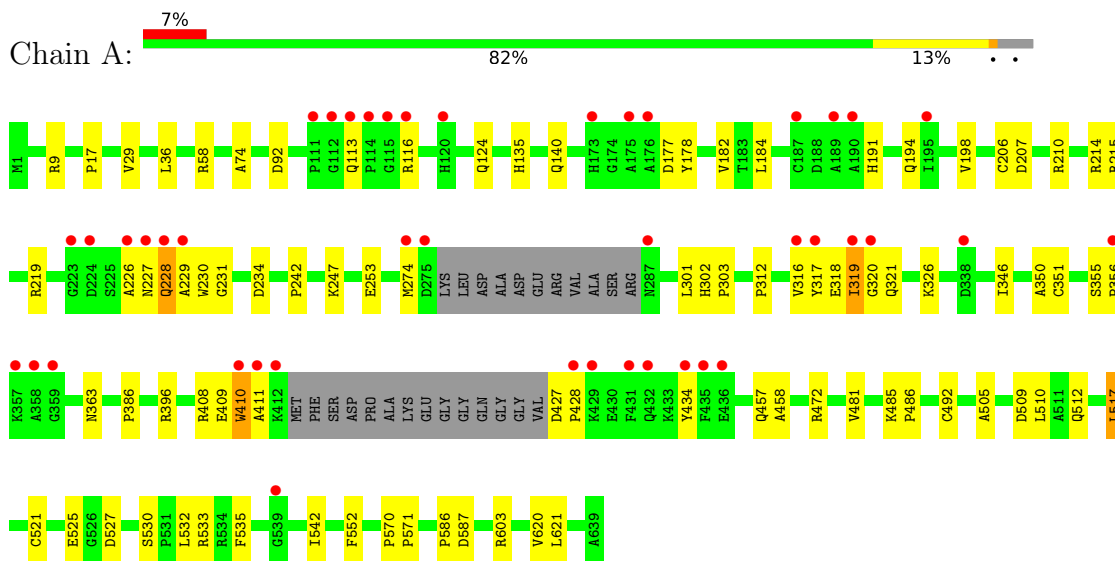 7%
Chain A:
82% 13% • •
M1 R9 P17 V29 L36 R58 A74 D92 P111 G112 Q113 P114 G115 R116 H120 Q124 H135 Q140 H173 G174 A175 A176 D177 Y178 V182 T183 L184 C187 D188 A189 A190 H191 Q194 I195 V198 C206 D207 R210 R214
R219 G223 D224 S225 A226 N227 Q228 A229 W230 G231 D234 P242 K247 E253 M274 D275 LYS LEU ASP ALA ASP GLU ARG VAL ALA SER ARG N287 L301 H302 P303 P312 V316 Y317 E318 I319 G320 Q321 K326 D338 I346 A350 C351 S355
K357 A358 G359 N363 P386 R396 R408 E409 W410 A411 K412 MET PHE SER ASP PRO ALA LYS GLU GLY GLY GLN GLY GLY VAL D427 P428 K429 E430 F431 Q432 K433 Y434 F435 E436 Q457 A458 R472 V481 K485 P486 C492 A505 D509 L510 A511 Q512
C521 E525 G526 D527 S530 P531 L532 R533 R534 F535 G539 I542 F552 P570 P571 P586 D587 R603 V620 L621 A639